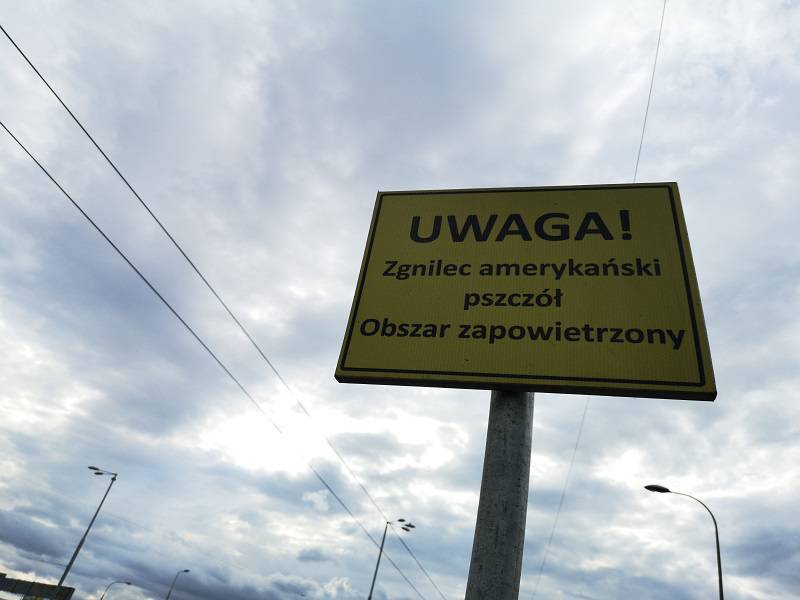 UWAGA!
Zgnilec amerykański
pszczół
Obszar zapowietrzony